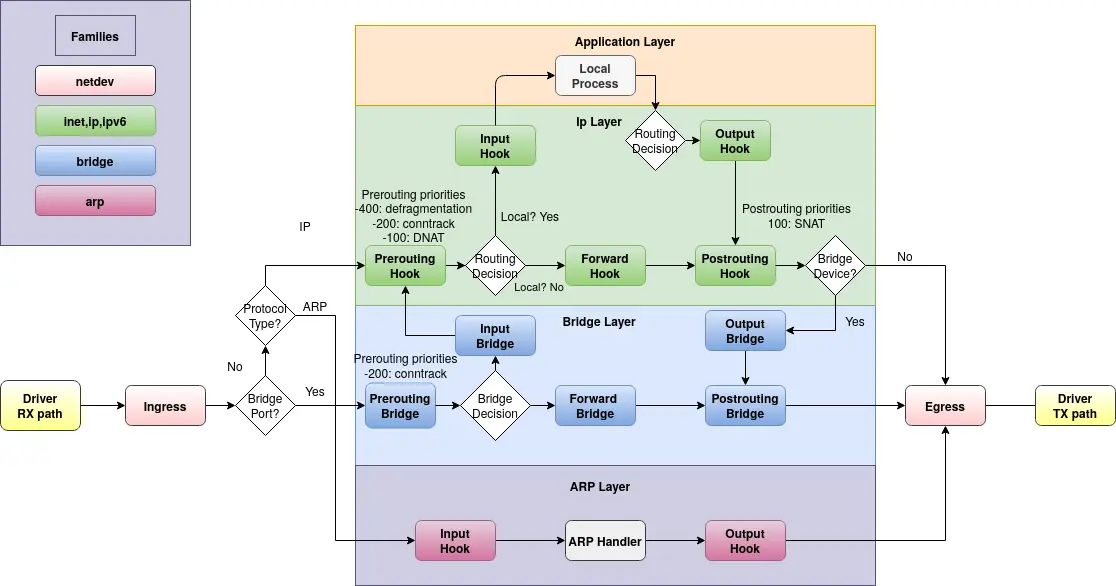 Families
netdev
inet,ip,ipv6
bridge
arp
Application Layer
Local
Process
Ip Layer
Input
Hook
Routing
Decision
Output
Hook
Prerouting priorities
-400: defragmentation
-200: conntrack
-100: DNAT
Local? Yes
Postrouting priorities
100: SNAT
IP
Prerouting
Hook
Routing
Decision
Local? No
Forward
Hook
Postrouting
Hook
Bridge
Device?
No
Yes
Protocol
Type?
ARP
Bridge Layer
Input
Bridge
Output
Bridge
Prerouting priorities
-200: conntrack
No
Yes
Driver
RX path
Ingress
Bridge
Port?
Prerouting
Bridge
Bridge
Decision
Forward
Bridge
Postrouting
Bridge
Egress
Driver
TX path
ARP Layer
Input
Hook
ARP Handler
Output
Hook